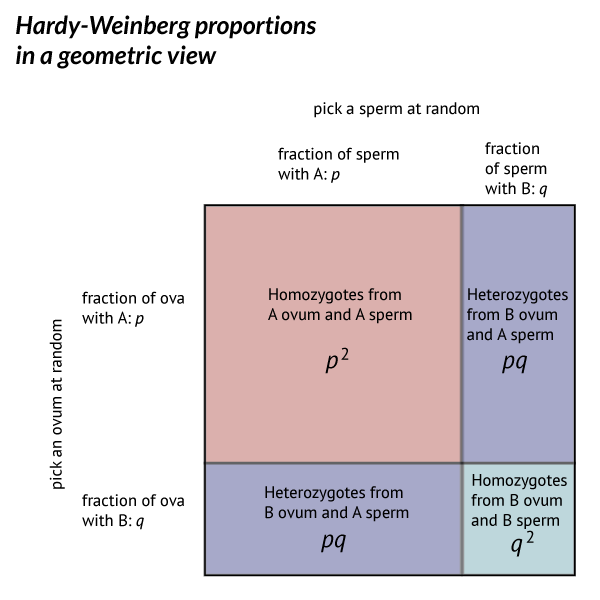 Hardy-Weinberg proportions
in a geometric view
pick a sperm at random
fraction of sperm
with A: p
fraction
of sperm
with B: q
pick an ovum at random
fraction of ova
with A: p
Homozygotes from
A ovum and A sperm
p²
Heterozygotes
from B ovum
and A sperm
pq
fraction of ova
with B: q
Heterozygotes from
B ovum and A sperm
pq
Homozygotes
from B ovum
and B sperm
q²